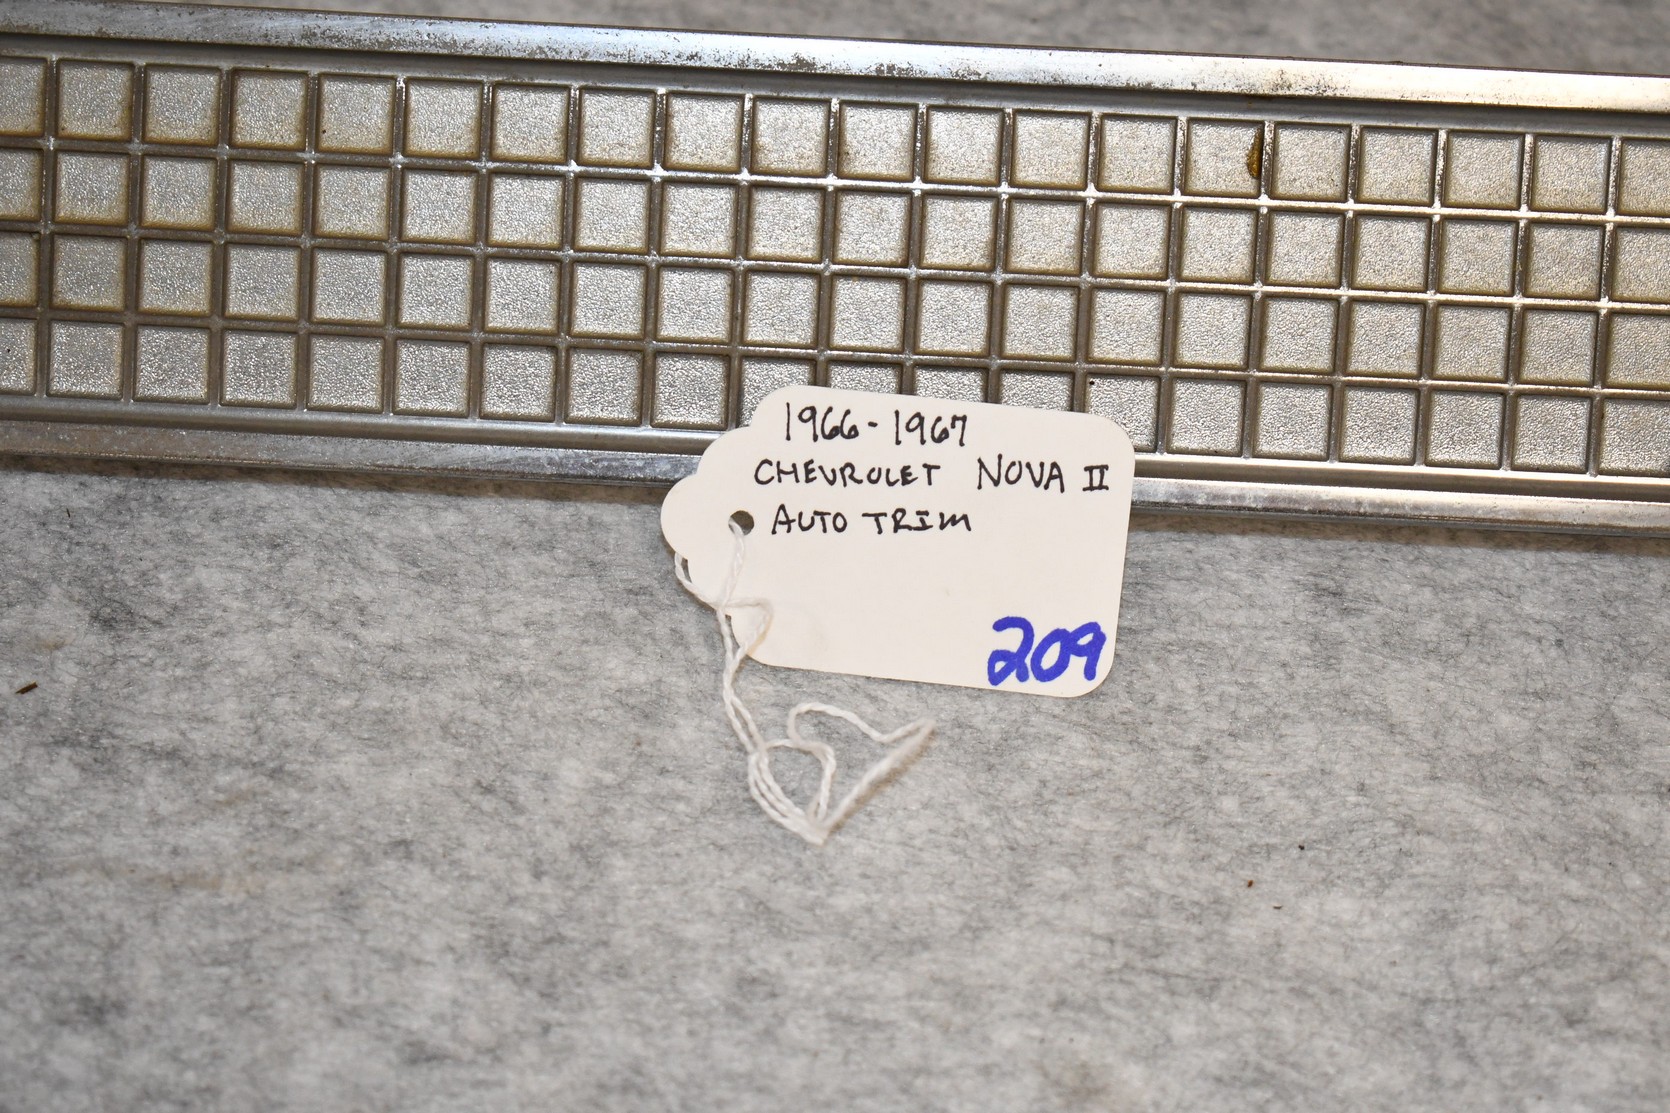 1966-1967
CHEVROLET NOVA II
AUTO TRIM
209